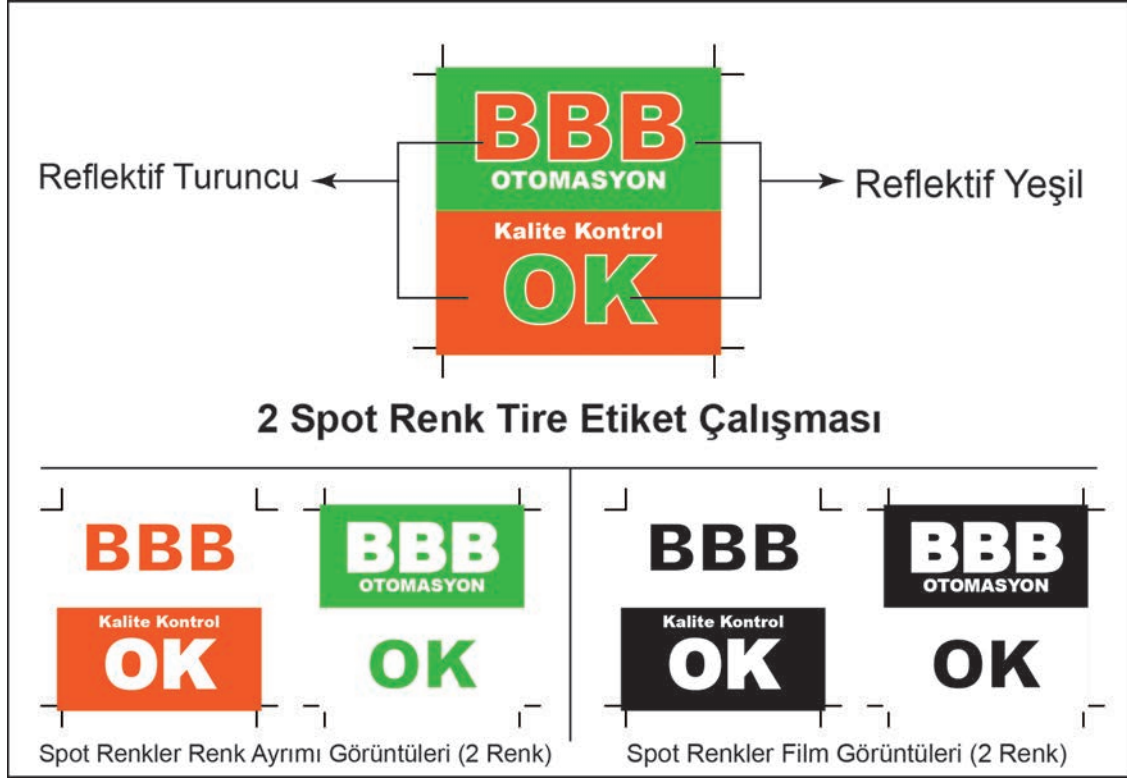 BBB
OTOMASYON
Reflektif Turuncu
Reflektif Yeşil
Kalite Kontrol
OK
2 Spot Renk Tire Etiket Çalışması
BBB
Kalite Kontrol
OK
BBB
OTOMASYON
OK
BBB
Kalite Kontrol
OK
BBB
OTOMASYON
OK
Spot Renkler Renk Ayrımı Görüntüleri (2 Renk)
Spot Renkler Film Görüntüleri (2 Renk)